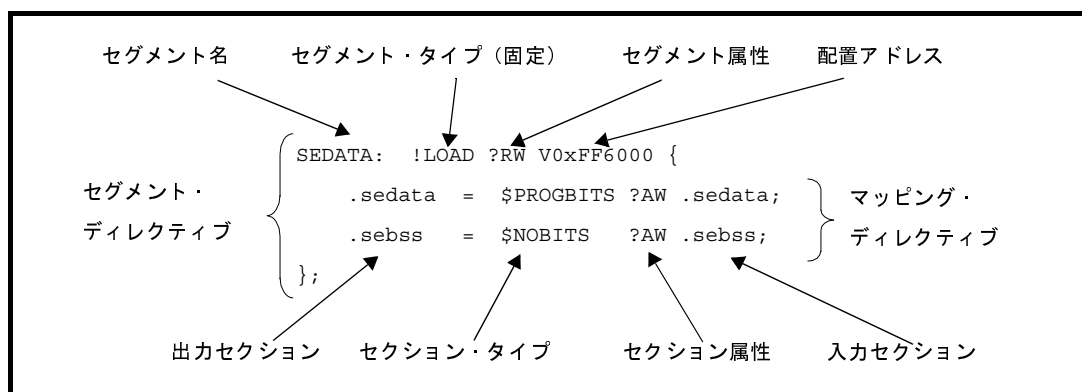 セグメント名 セグメント・タイプ（固定） セグメント属性 配置アドレス
SEDATA: !LOAD ?RW V0xFF6000 {
セグメント・
ディレクティブ
.sedata = $PROGBITS ?AW .sedata;
.sebss = $NOBITS ?AW .sebss;
マッピング・
ディレクティブ
};
出力セクション セクション・タイプ セクション属性 入力セクション